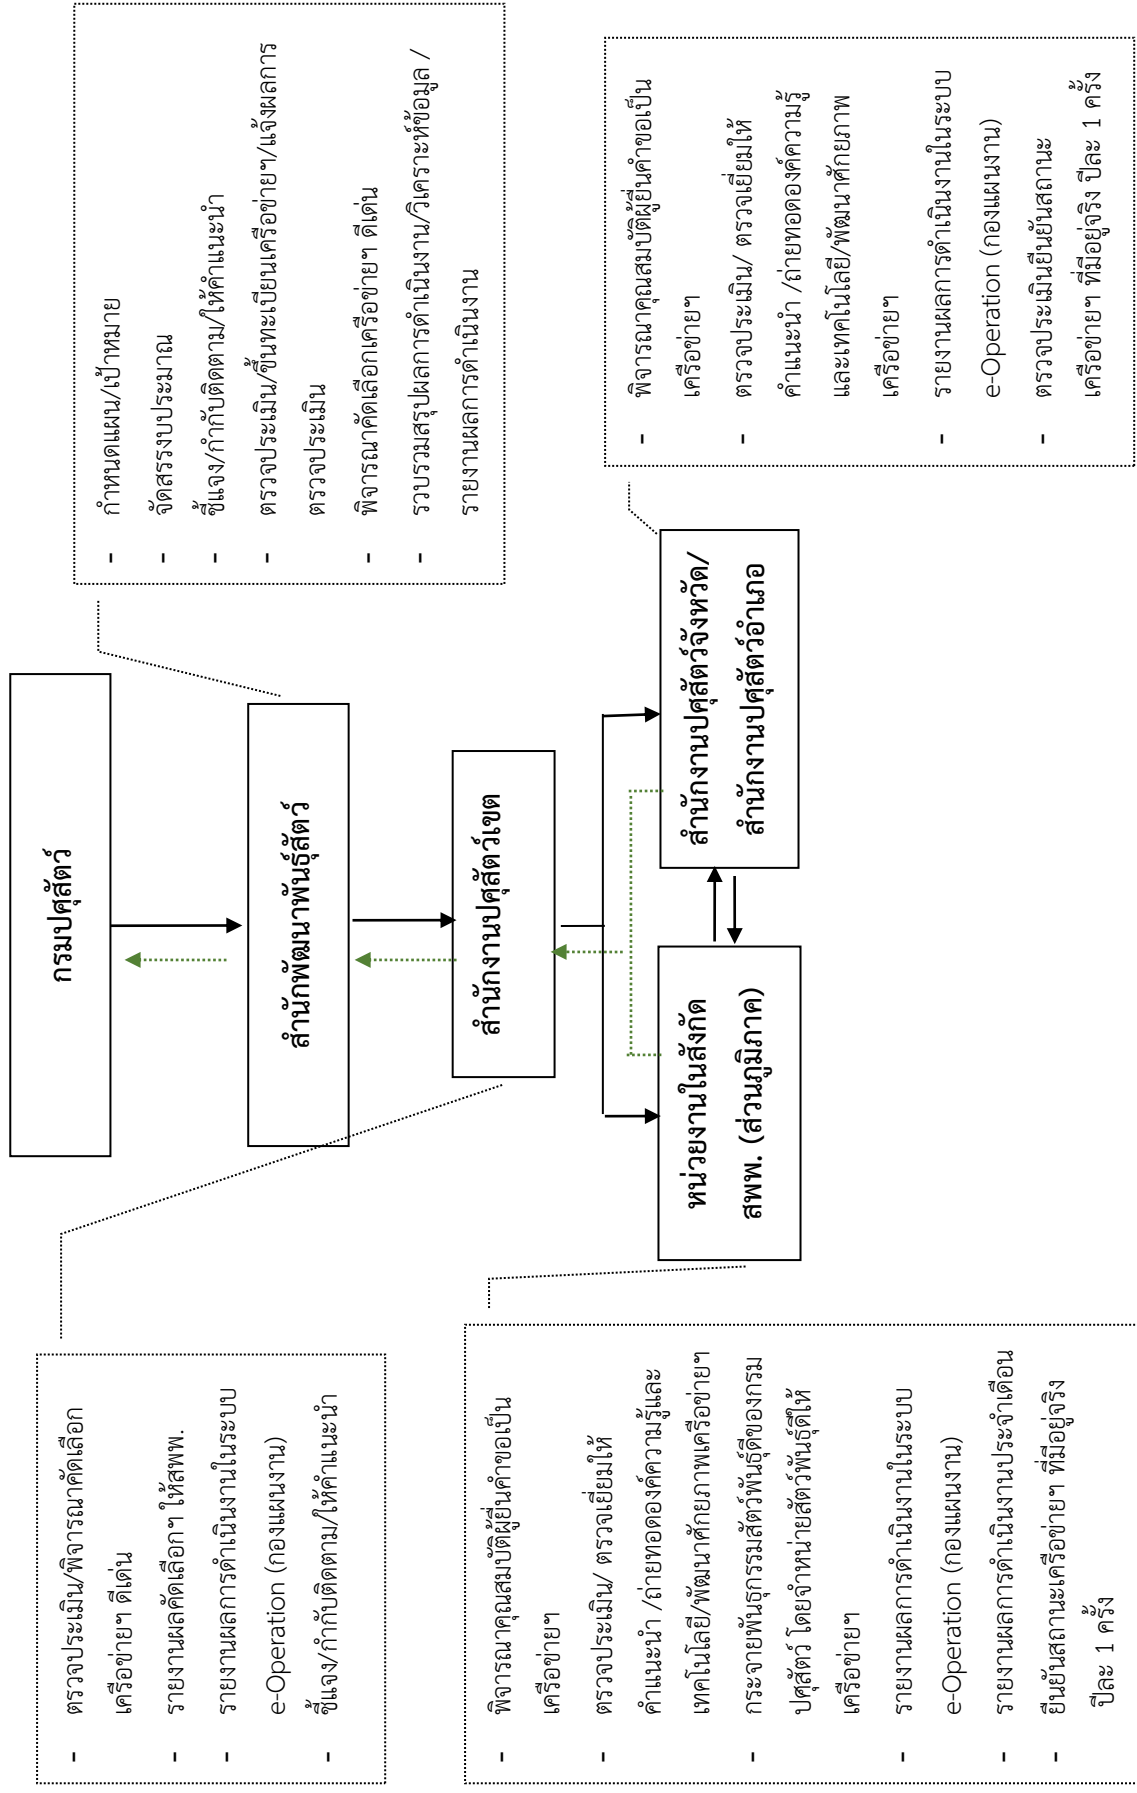 กรมปศุสัตว์
สำนักพัฒนาพันธุ์สัตว์
สำนักงานปศุสัตว์เขต
หน่วยงานในสังกัด
สพพ. (ส่วนภูมิภาค)
สำนักงานปศุสัตว์จังหวัด/
สำนักงานปศุสัตว์อำเภอ
- ตรวจประเมิน/พิจารณาคัดเลือก
เครือข่ายฯ ดีเด่น
- รายงานผลคัดเลือกฯ ให้สพพ.
- รายงานผลการดำเนินงานในระบบ
e-Operation (กองแผนงาน)
- ชี้แจง/กำกับติดตาม/ให้คำแนะนำ
- กำหนดแผน/เป้าหมาย
- จัดสรรงบประมาณ
- ชี้แจง/กำกับติดตาม/ให้คำแนะนำ
- ตรวจประเมิน/ขึ้นทะเบียนเครือข่ายฯ/แจ้งผลการ
ตรวจประเมิน
- พิจารณาคัดเลือกเครือข่ายฯ ดีเด่น
- รวบรวมสรุปผลการดำเนินงาน/วิเคราะห์ข้อมูล /
รายงานผลการดำเนินงาน
- พิจารณาคุณสมบัติผู้ยื่นคำขอเป็น
เครือข่ายฯ
- ตรวจประเมิน/ ตรวจเยี่ยมให้
คำแนะนำ /ถ่ายทอดองค์ความรู้และ
เทคโนโลยี/พัฒนาศักยภาพเครือข่ายฯ
- กระจายพันธุกรรมสัตว์พันธุ์ดีของกรม
ปศุสัตว์ โดยจำหน่ายสัตว์พันธุ์ดีให้
เครือข่ายฯ
- รายงานผลการดำเนินงานในระบบ
e-Operation (กองแผนงาน)
- รายงานผลการดำเนินงานประจำเดือน
- ยืนยันสถานะเครือข่ายฯ ที่มีอยู่จริง
ปีละ 1 ครั้ง
- พิจารณาคุณสมบัติผู้ยื่นคำขอเป็น
เครือข่ายฯ
- ตรวจประเมิน/ ตรวจเยี่ยมให้
คำแนะนำ /ถ่ายทอดองค์ความรู้
และเทคโนโลยี/พัฒนาศักยภาพ
เครือข่ายฯ
- รายงานผลการดำเนินงานในระบบ
e-Operation (กองแผนงาน)
- ตรวจประเมินยืนยันสถานะ
เครือข่ายฯ ที่มีอยู่จริง ปีละ 1 ครั้ง